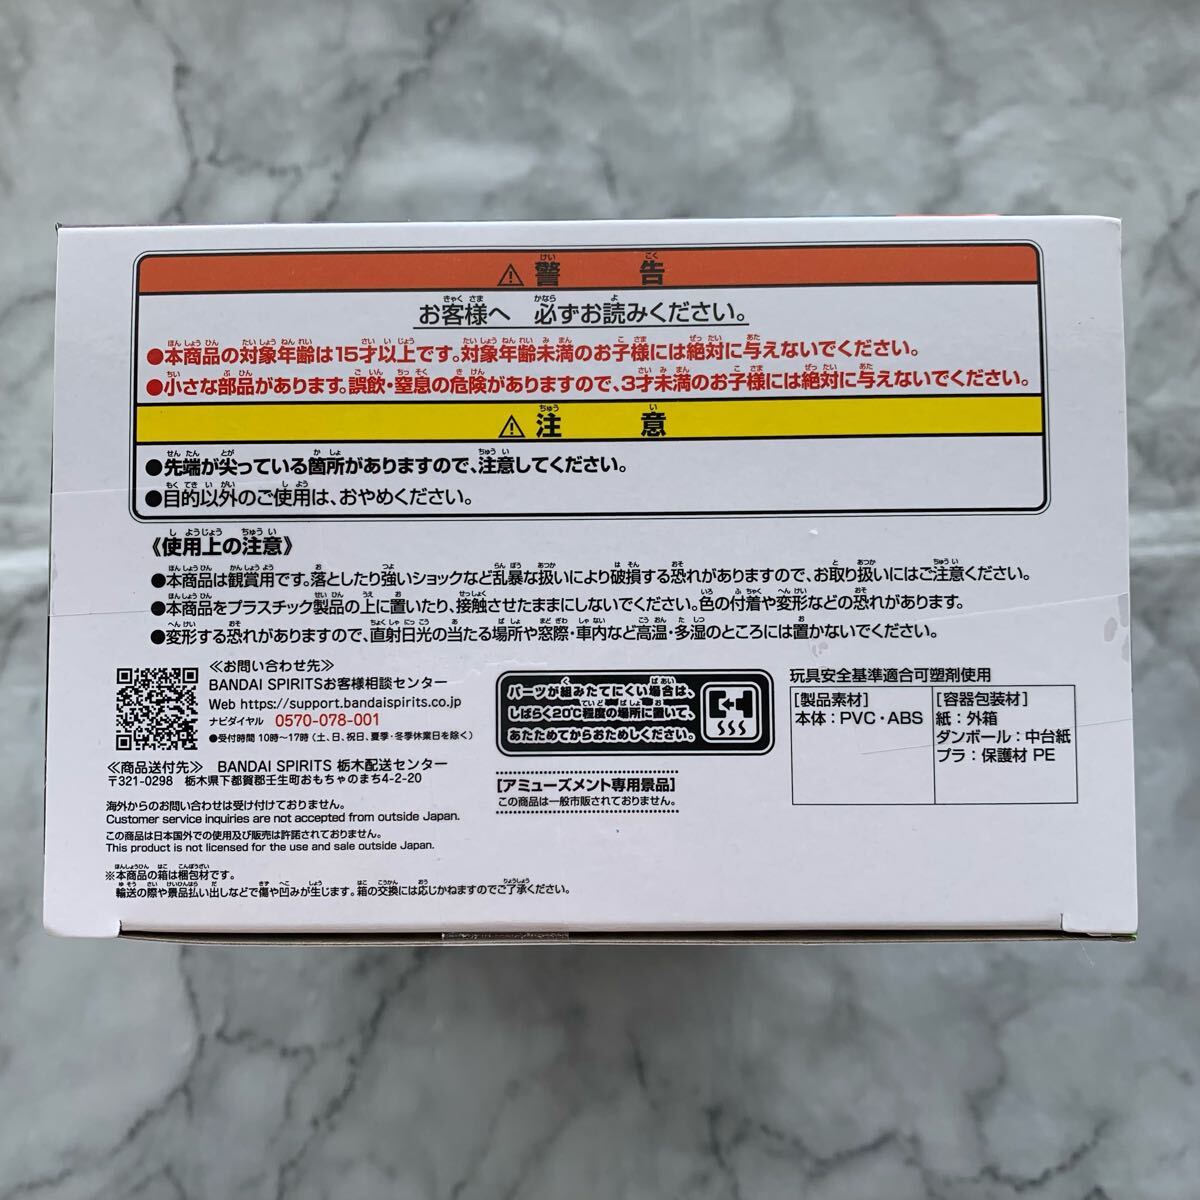 ⚠ 警告
お客様へ 必ずお読みください。
●本商品の対象年齢は15才以上です。対象年齢未満のお子様には絶対に与えないでください。
●小さな部品があります。誤飲・窒息の危険がありますので、3才未満のお子様には絶対に与えないでください。
⚠ 注意
●先端が尖っている箇所がありますので、注意してください。
●目的以外のご使用は、おやめください。
《使用上の注意》
●本商品は観賞用です。落としたり強いショックなど乱暴な扱いにより破損する恐れがありますので、お取り扱いにはご注意ください。
●本商品をプラスチック製品の上に置いたり、接触させたままにしないでください。色の付着や変形などの恐れがあります。
●変形する恐れがありますので、直射日光の当たる場所や窓際・車内など高温・多湿のところには置かないでください。
≪お問い合わせ先≫
BANDAI SPIRITSお客様相談センター
Web https://support.bandaispirits.co.jp
ナビダイヤル 0570-078-001
●受付時間 10時〜17時 (土、日、祝日、夏季・冬季休業日を除く)
≪商品送付先≫ BANDAI SPIRITS 栃木配送センター
〒321-0298 栃木県下都賀郡壬生町おもちゃのまち4-2-20
海外からのお問い合わせは受け付けておりません。
Customer service inquiries are not accepted from outside Japan.
この商品は日本国外での使用及び販売は許諾されておりません。
This product is not licensed for the use and sale outside Japan.
※本商品の箱は梱包材です。
輸送の際や景品払い出しなどで傷や凹みが生じます。箱の交換には応じかねますのでご了承ください。
パーツが組みたてにくい場合は、
しばらく20℃程度の場所に置いて、
あたためてからおためしください。
[アミューズメント専用景品]
この商品は一般市販されておりません。
玩具安全基準適合可塑剤使用
[製品素材]
本体：PVC・ABS
[容器包装材]
紙：外箱
ダンボール：中台紙
プラ：保護材 PE